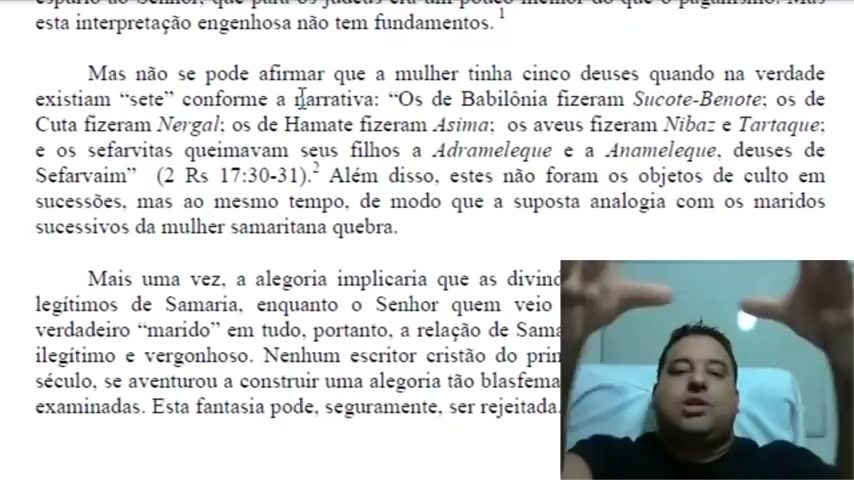 esta interpretação engenhosa não tem fundamentos. 1
Mas não se pode afirmar que a mulher tinha cinco deuses quando na verdade
existiam “sete” conforme a narrativa: “Os de Babilônia fizeram Sucote-Benote; os de
Cuta fizeram Nergal; os de Hamate fizeram Asima; os aveus fizeram Nibaz e Tartaque;
e os sefarvitas queimavam seus filhos a Adrameleque e a Anameleque, deuses de
Sefarvaim” (2 Rs 17:30-31).2 Além disso, estes não foram os objetos de culto em
sucessões, mas ao mesmo tempo, de modo que a suposta analogia com os maridos
sucessivos da mulher samaritana quebra.
Mais uma vez, a alegoria implicaria que as divind
legítimos de Samaria, enquanto o Senhor quem veio
verdadeiro “marido” em tudo, portanto, a relação de Sama
ilegítimo e vergonhoso. Nenhum escritor cristão do prin
século, se aventurou a construir uma alegoria tão blasfema
examinadas. Esta fantasia pode, seguramente, ser rejeitada.